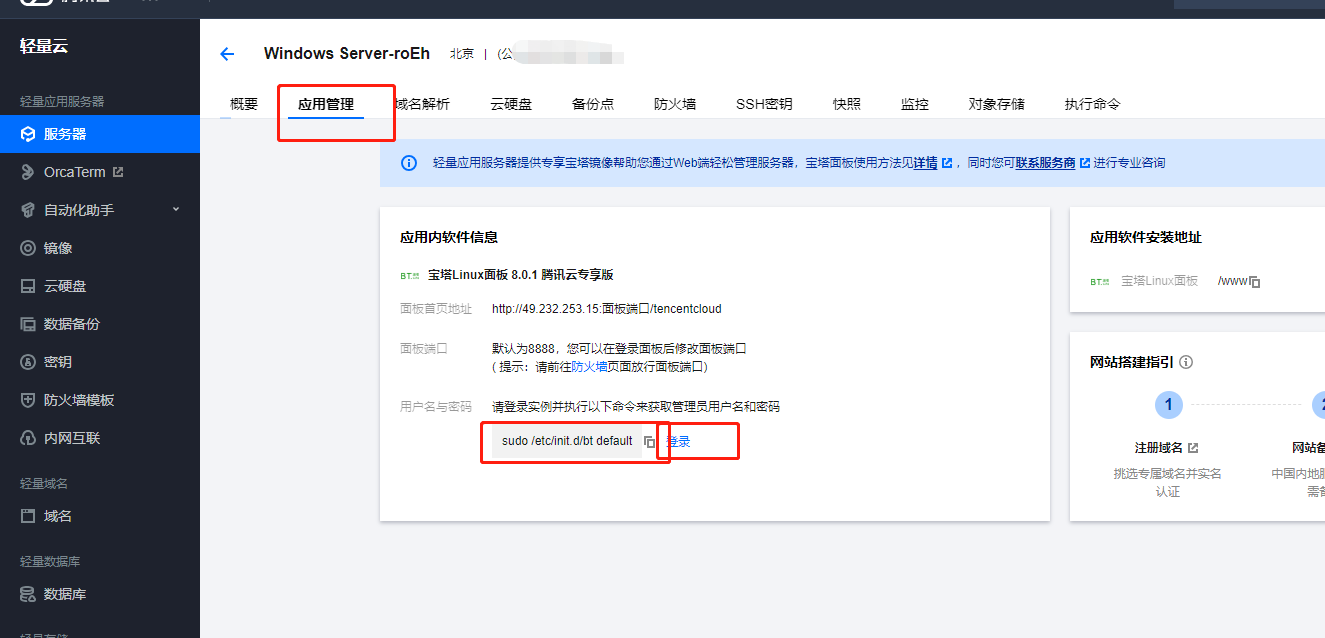 轻量云
Windows Server-roEh 北京 | (公
轻量应用服务器
服务器
OrcaTerm
自动化助手
镜像
云硬盘
数据备份
密钥
防火墙模板
内网互联
轻量域名
域名
轻量数据库
数据库
概要 应用管理 域名解析 云硬盘 备份点 防火墙 SSH密钥 快照 监控 对象存储 执行命令
轻量应用服务器提供专享宝塔镜像帮助您通过Web端轻松管理服务器，宝塔面板使用方法见详情 ，同时您可联系服务商 进行专业咨询
应用内软件信息
宝塔Linux面板 8.0.1 腾讯云专享版
面板首页地址 http://49.232.253.15:面板端口/tencentcloud
面板端口 默认为8888，您可以在登录面板后修改面板端口
(提示：请前往防火墙页面放行面板端口)
用户名与密码 请登录实例并执行以下命令来获取管理员用户名和密码
sudo /etc/init.d/bt default 登录
应用软件安装地址
宝塔Linux面板 /www
网站搭建指引
1 2
注册域名 网站备
挑选专属域名并实名
认证
中国内地服
需备